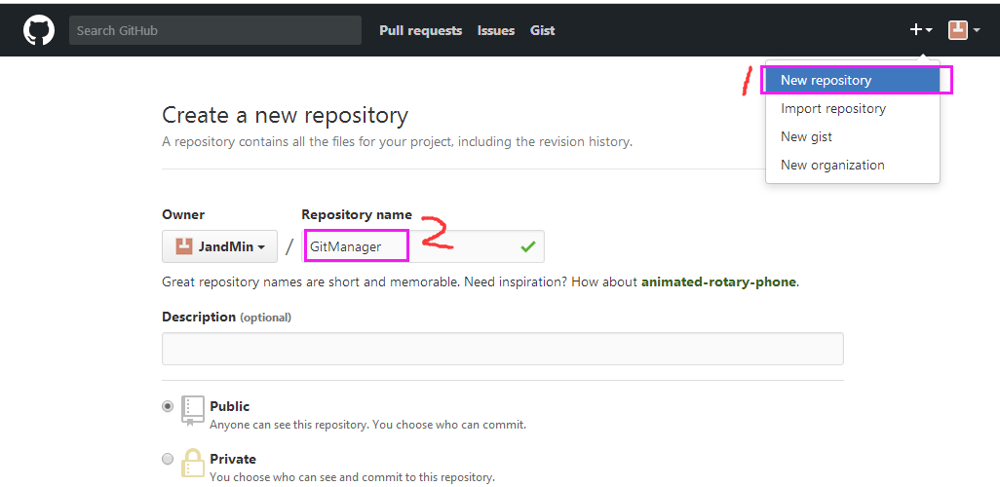 Search GitHub Pull requests Issues Gist
1 New repository
Import repository
New gist
New organization
Create a new repository
A repository contains all the files for your project, including the revision history.
Owner Repository name
JandMin / GitManager 2
Great repository names are short and memorable. Need inspiration? How about animated-rotary-phone.
Description (optional)
Public
Anyone can see this repository. You choose who can commit.
Private
You choose who can see and commit to this repository.